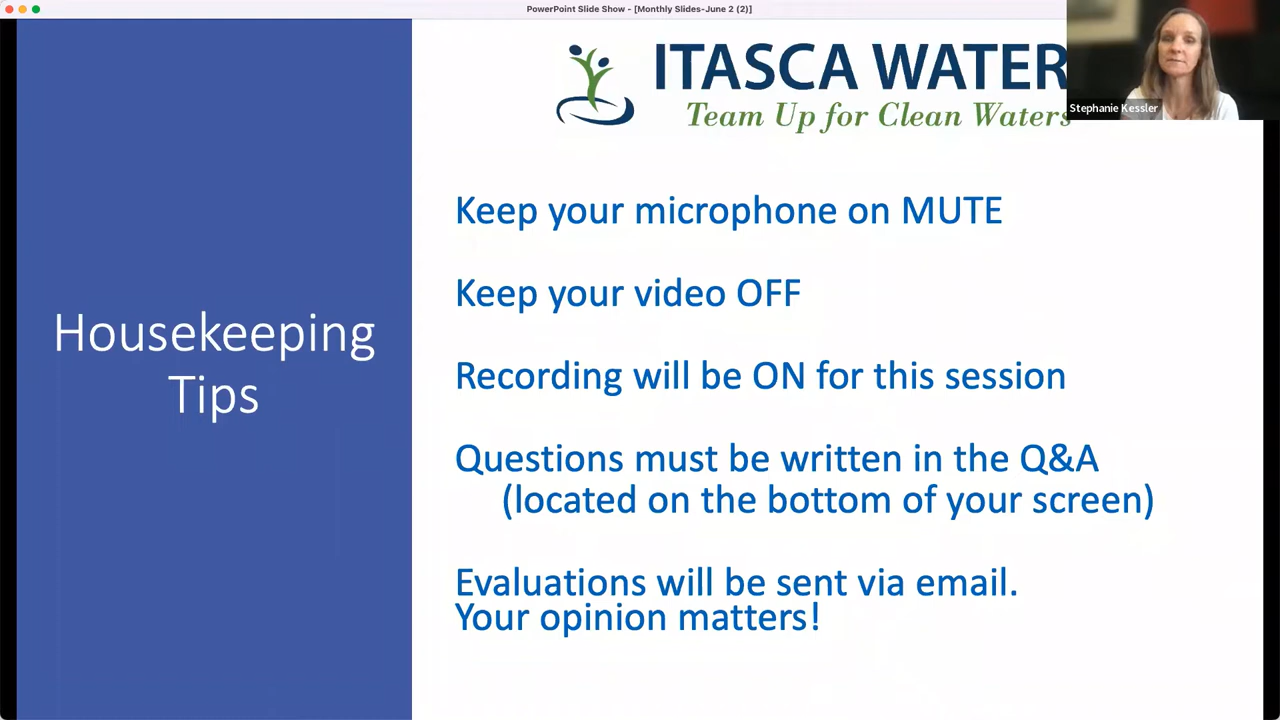 PowerPoint Slide Show - [Monthly Slides-June 2 (2)]
ITASCA WATER
Team Up for Clean Waters
Stephanie Kessler
Housekeeping
Tips
Keep your microphone on MUTE
Keep your video OFF
Recording will be ON for this session
Questions must be written in the Q&A
(located on the bottom of your screen)
Evaluations will be sent via email.
Your opinion matters!